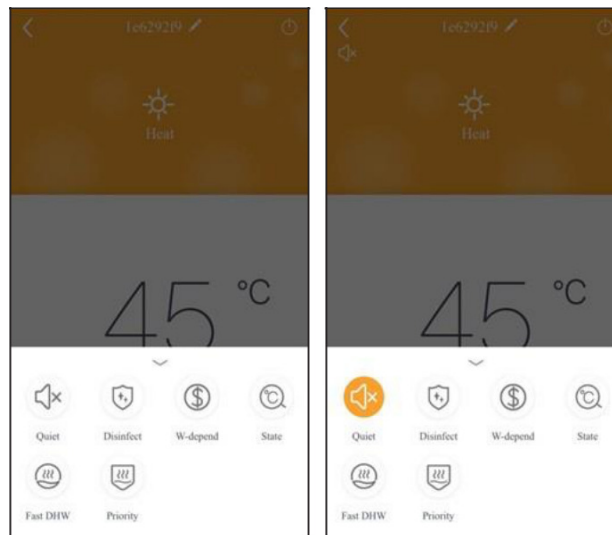 1e6292f9
Heat
45 °C
Quiet Disinfect W-depend State
Fast DHW Priority
1e6292f9
Heat
45 °C
Quiet Disinfect W-depend State
Fast DHW Priority